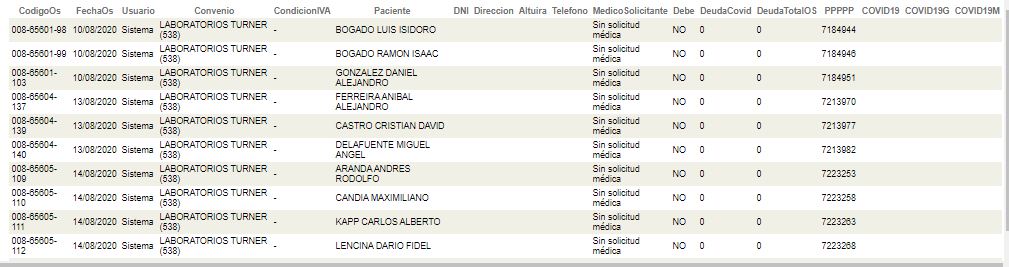 CodigoOs FechaOs Usuario Convenio CondicionIVA Paciente DNI Direccion Altuira Telefono MedicoSolicitante Debe DeudaCovid DeudaTotalOS PPPPP COVID19 COVID19G COVID19M
008-65601-98 10/08/2020 Sistema LABORATORIOS TURNER (538) - BOGADO LUIS ISIDORO Sin solicitud médica NO 0 0 7184944
008-65601-99 10/08/2020 Sistema LABORATORIOS TURNER (538) - BOGADO RAMON ISAAC Sin solicitud médica NO 0 0 7184946
008-65601-103 10/08/2020 Sistema LABORATORIOS TURNER (538) - GONZALEZ DANIEL ALEJANDRO Sin solicitud médica NO 0 0 7184951
008-65604-137 13/08/2020 Sistema LABORATORIOS TURNER (538) - FERREIRA ANIBAL ALEJANDRO Sin solicitud médica NO 0 0 7213970
008-65604-139 13/08/2020 Sistema LABORATORIOS TURNER (538) - CASTRO CRISTIAN DAVID Sin solicitud médica NO 0 0 7213977
008-65604-140 13/08/2020 Sistema LABORATORIOS TURNER (538) - DELAFUENTE MIGUEL ANGEL Sin solicitud médica NO 0 0 7213982
008-65605-109 14/08/2020 Sistema LABORATORIOS TURNER (538) - ARANDA ANDRES RODOLFO Sin solicitud médica NO 0 0 7223253
008-65605-110 14/08/2020 Sistema LABORATORIOS TURNER (538) - CANDIA MAXIMILIANO Sin solicitud médica NO 0 0 7223258
008-65605-111 14/08/2020 Sistema LABORATORIOS TURNER (538) - KAPP CARLOS ALBERTO Sin solicitud médica NO 0 0 7223263
008-65605-112 14/08/2020 Sistema LABORATORIOS TURNER (538) - LENCINA DARIO FIDEL Sin solicitud médica NO 0 0 7223268